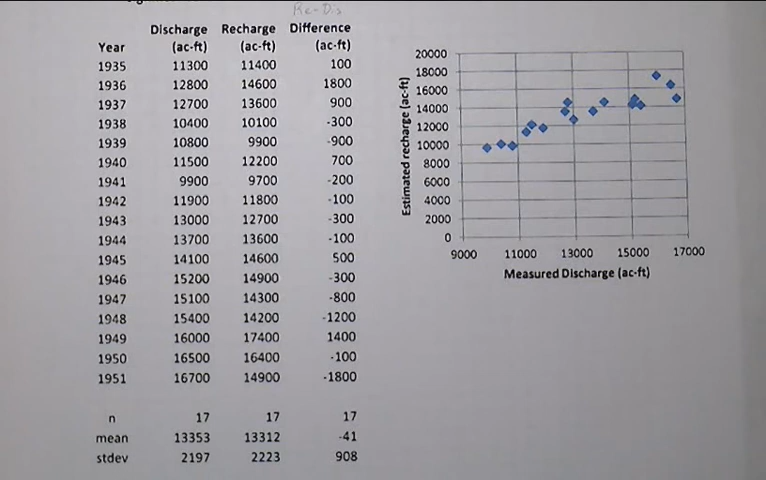 Re-Dis
Discharge Recharge Difference
Year (ac-ft) (ac-ft) (ac-ft)
1935 11300 11400 100
1936 12800 14600 1800
1937 12700 13600 900
1938 10400 10100 -300
1939 10800 9900 -900
1940 11500 12200 700
1941 9900 9700 -200
1942 11900 11800 -100
1943 13000 12700 -300
1944 13700 13600 -100
1945 14100 14600 500
1946 15200 14900 -300
1947 15100 14300 -800
1948 15400 14200 -1200
1949 16000 17400 1400
1950 16500 16400 -100
1951 16700 14900 -1800
n 17 17 17
mean 13353 13312 -41
stdev 2197 2223 908
Estimated recharge (ac-ft)
20000
18000
16000
14000
12000
10000
8000
6000
4000
2000
0
9000 11000 13000 15000 17000
Measured Discharge (ac-ft)